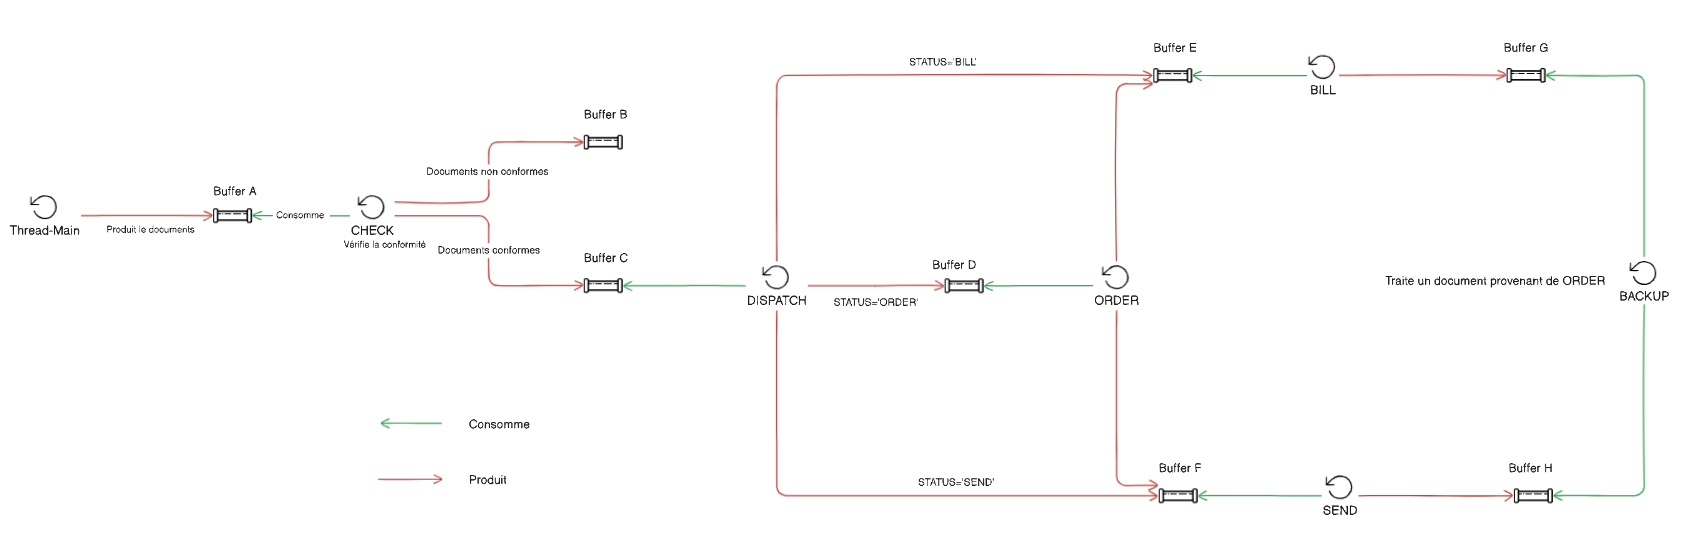 Buffer E
Buffer G
STATUS='BILL'
BILL
Buffer B
Documents non conformes
Buffer A
Thread-Main
Produit le documents
Consomme
CHECK
Vérifie la conformité
Documents conformes
Buffer C
Buffer D
DISPATCH
STATUS='ORDER'
ORDER
Traite un document provenant de ORDER
BACKUP
Consomme
Produit
STATUS='SEND'
Buffer F
Buffer H
SEND